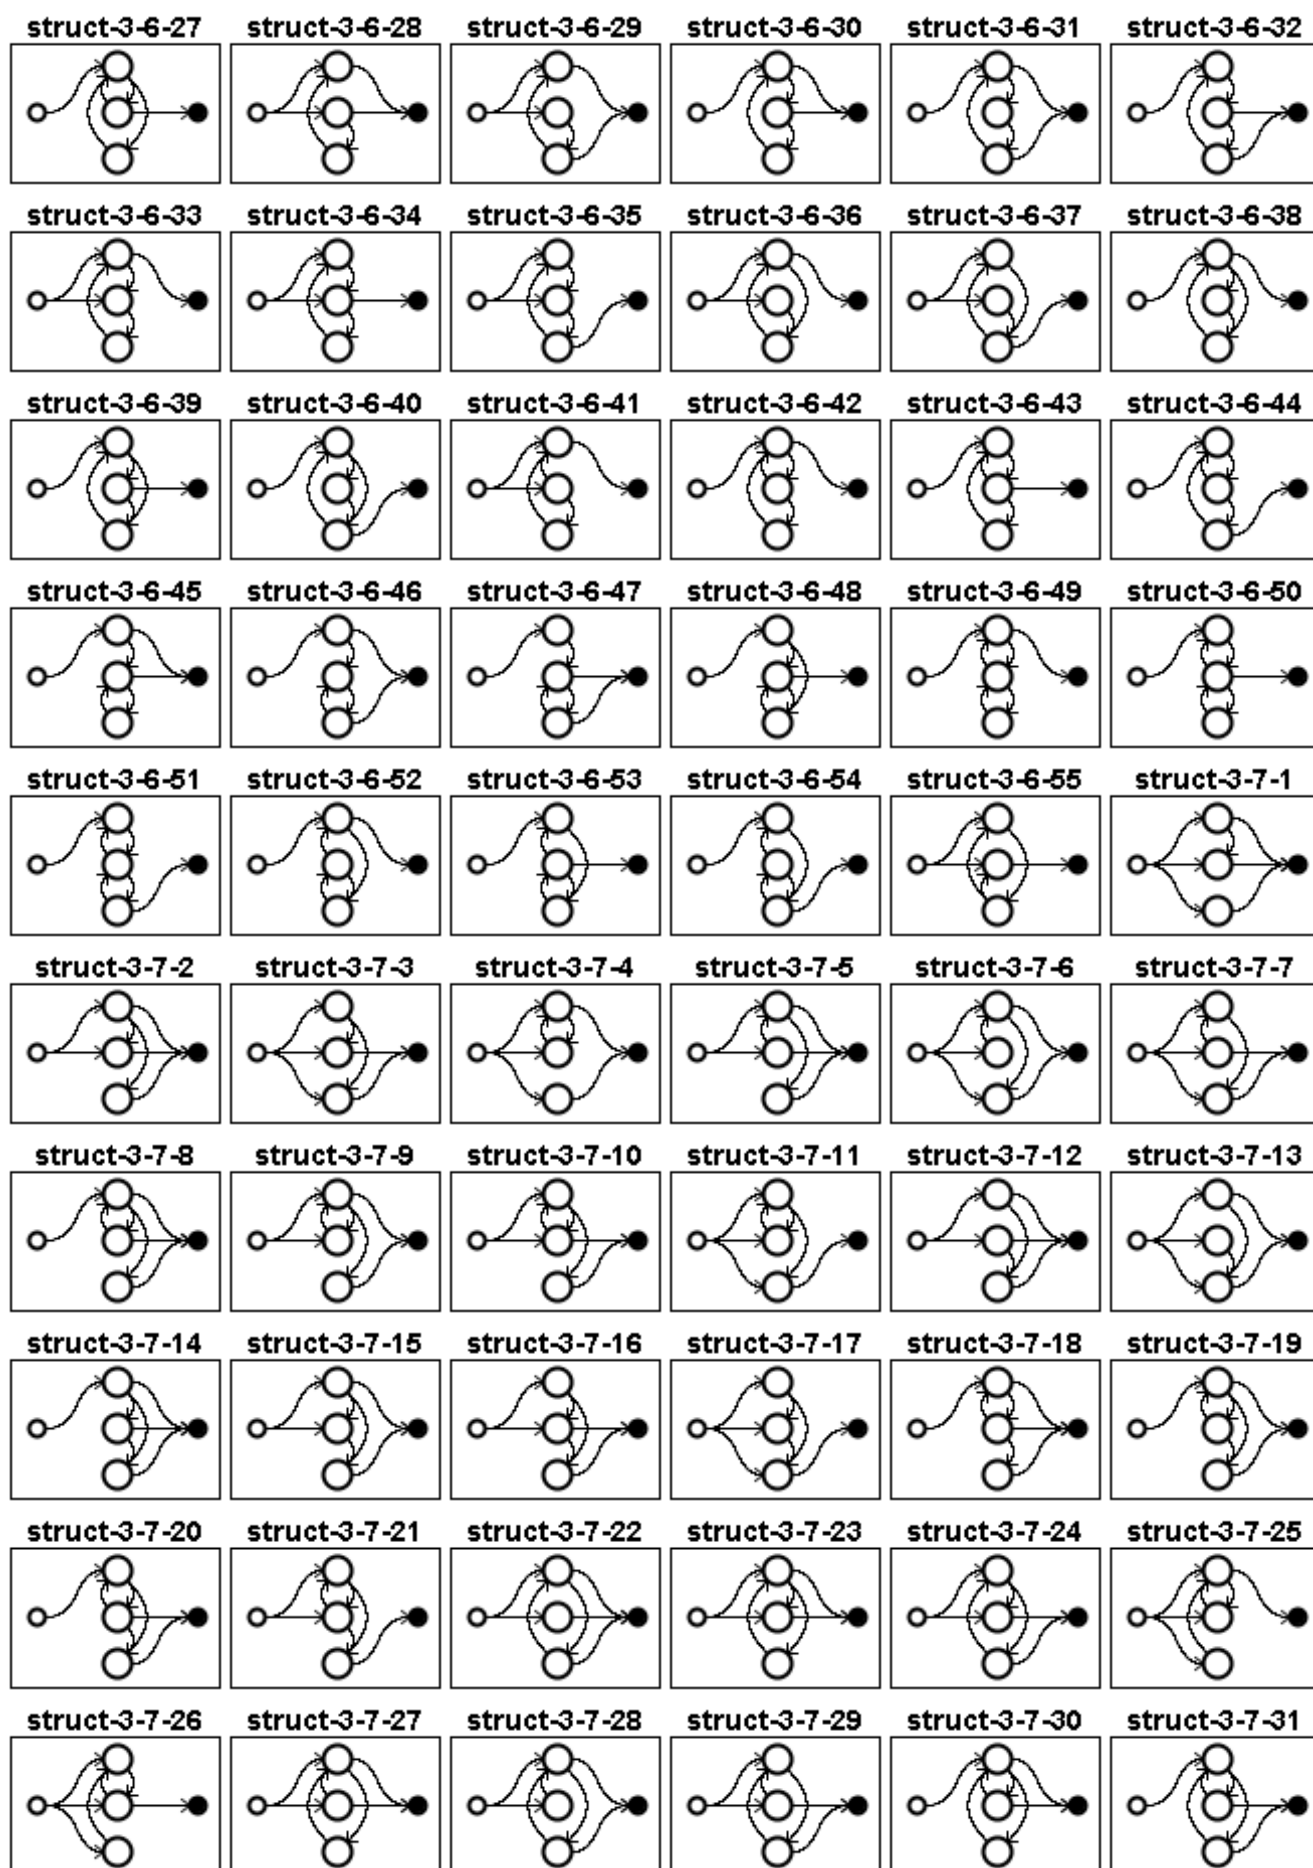 struct-3-6-27 struct-3-6-28 struct-3-6-29 struct-3-6-30 struct-3-6-31 struct-3-6-32
struct-3-6-33 struct-3-6-34 struct-3-6-35 struct-3-6-36 struct-3-6-37 struct-3-6-38
struct-3-6-39 struct-3-6-40 struct-3-6-41 struct-3-6-42 struct-3-6-43 struct-3-6-44
struct-3-6-45 struct-3-6-46 struct-3-6-47 struct-3-6-48 struct-3-6-49 struct-3-6-50
struct-3-6-51 struct-3-6-52 struct-3-6-53 struct-3-6-54 struct-3-6-55 struct-3-7-1
struct-3-7-2 struct-3-7-3 struct-3-7-4 struct-3-7-5 struct-3-7-6 struct-3-7-7
struct-3-7-8 struct-3-7-9 struct-3-7-10 struct-3-7-11 struct-3-7-12 struct-3-7-13
struct-3-7-14 struct-3-7-15 struct-3-7-16 struct-3-7-17 struct-3-7-18 struct-3-7-19
struct-3-7-20 struct-3-7-21 struct-3-7-22 struct-3-7-23 struct-3-7-24 struct-3-7-25
struct-3-7-26 struct-3-7-27 struct-3-7-28 struct-3-7-29 struct-3-7-30 struct-3-7-31